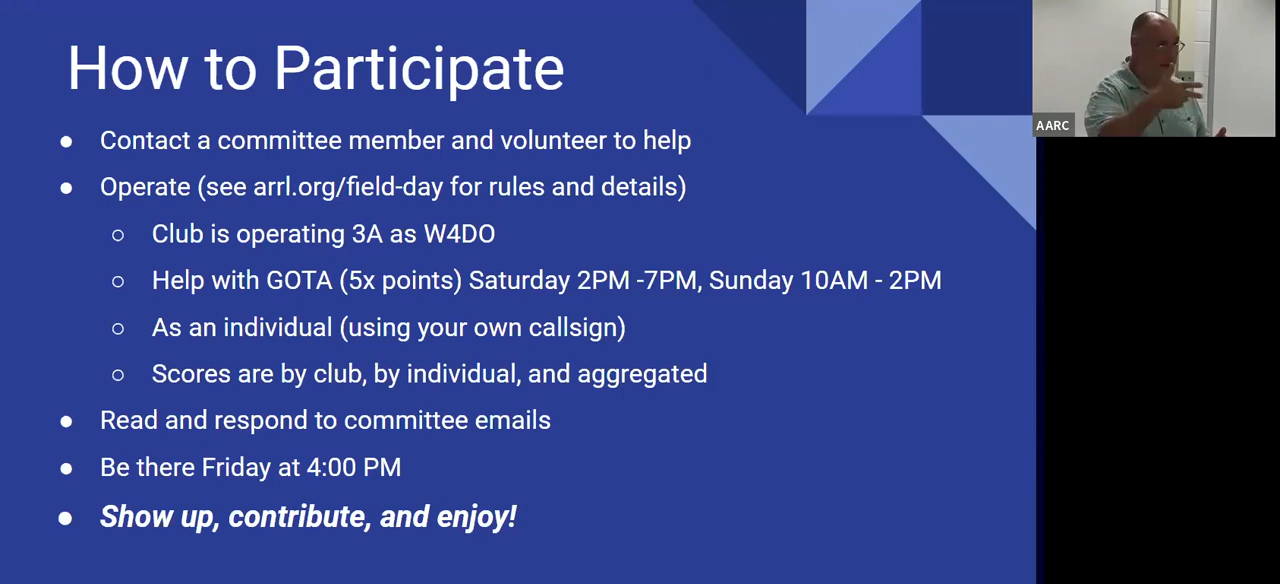 How to Participate
AARC
● Contact a committee member and volunteer to help
● Operate (see arrl.org/field-day for rules and details)
○ Club is operating 3A as W4DO
○ Help with GOTA (5x points) Saturday 2PM -7PM, Sunday 10AM - 2PM
○ As an individual (using your own callsign)
○ Scores are by club, by individual, and aggregated
● Read and respond to committee emails
● Be there Friday at 4:00 PM
● Show up, contribute, and enjoy!